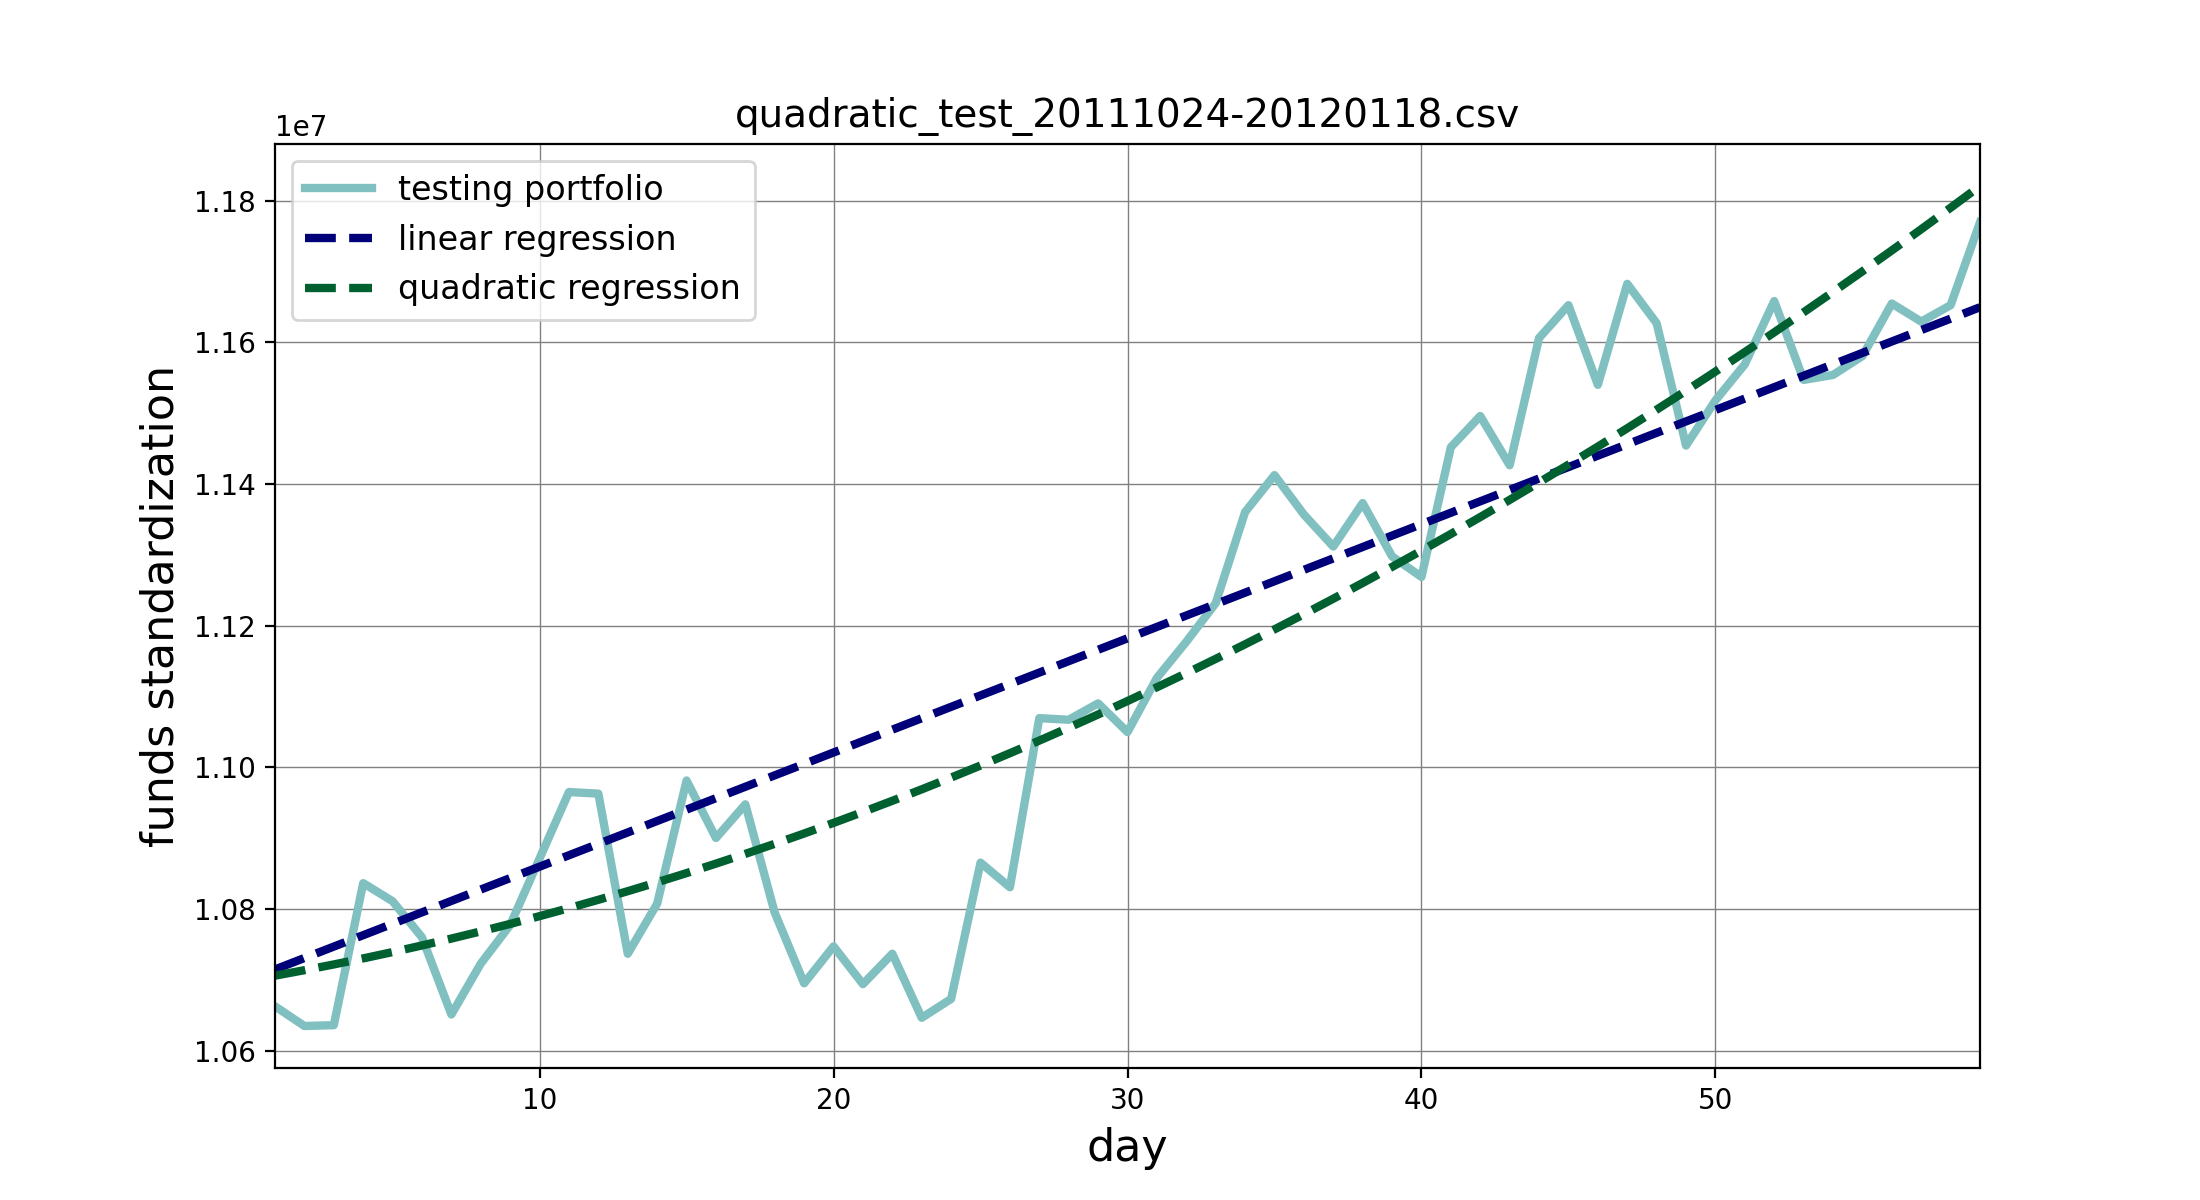 quadratic_test_20111024-20120118.csv
1e7
testing portfolio
linear regression
quadratic regression
1.18
1.16
1.14
1.12
1.10
1.08
1.06
funds standardization
10 20 30 40 50
day